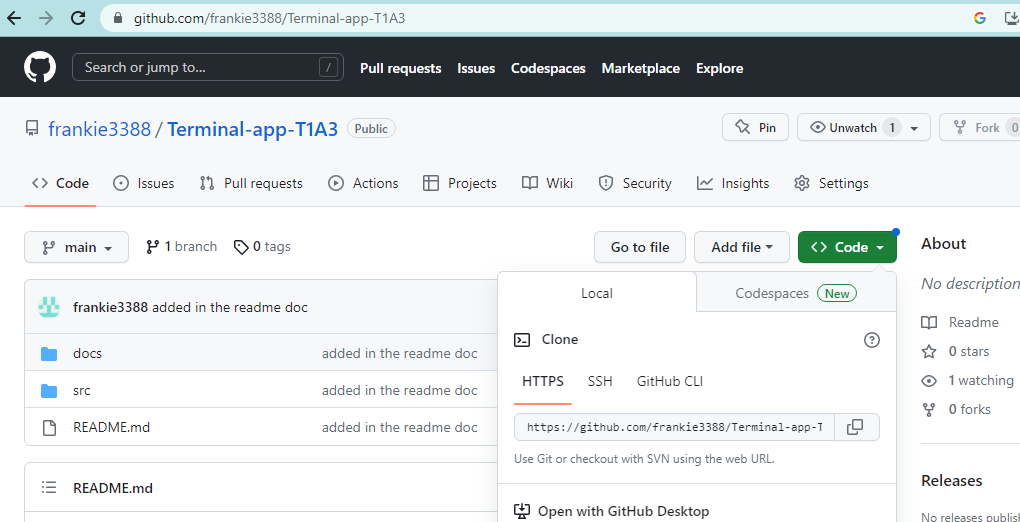 github.com/frankie3388/Terminal-app-T1A3
Search or jump to... /
Pull requests Issues Codespaces Marketplace Explore
frankie3388 / Terminal-app-T1A3 Public
Pin Unwatch 1 Fork 0
Code Issues Pull requests Actions Projects Wiki Security Insights Settings
main 1 branch 0 tags Go to file Add file Code
About
No description
frankie3388 added in the readme doc
Local Codespaces New
Clone
HTTPS SSH GitHub CLI
https://github.com/frankie3388/Terminal-app-T
Use Git or checkout with SVN using the web URL.
Open with GitHub Desktop
docs added in the readme doc
src added in the readme doc
README.md added in the readme doc
README.md
Readme
0 stars
1 watching
0 forks
Releases
No releases publis